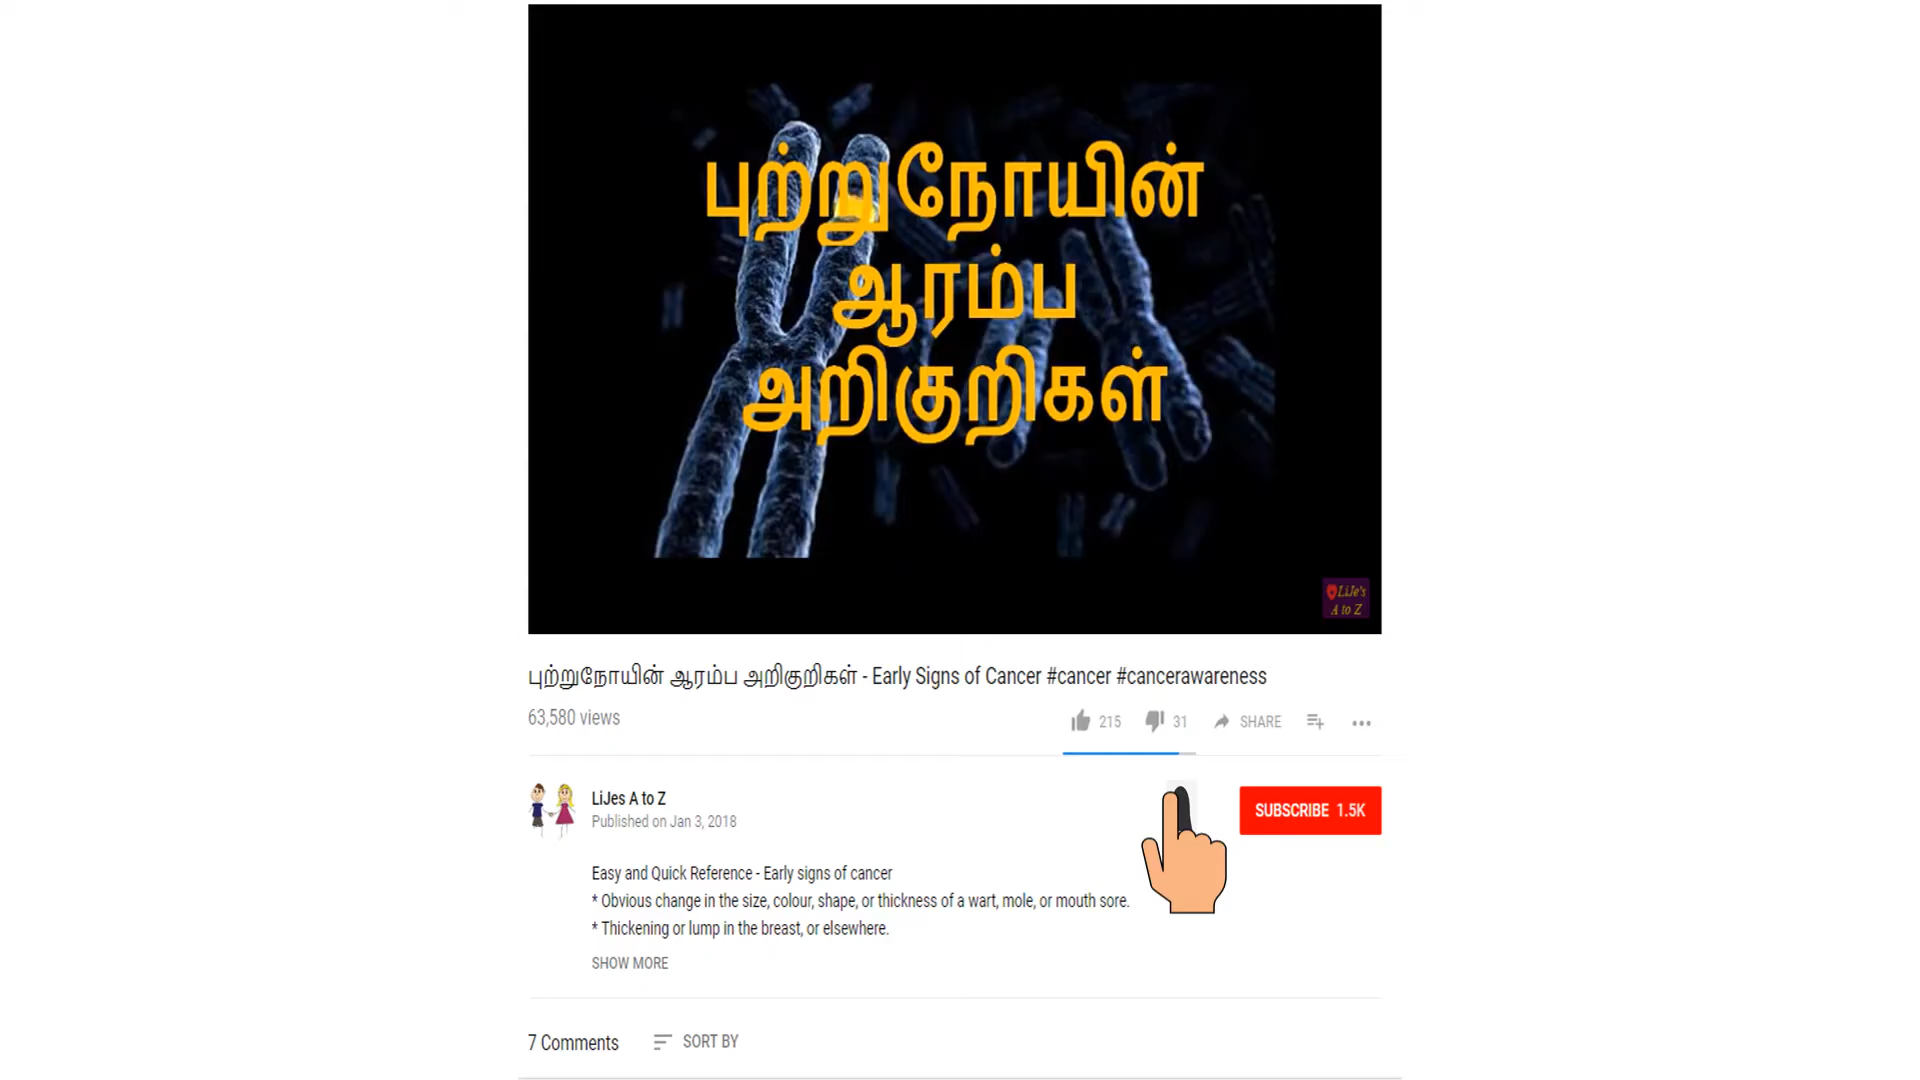 புற்றுநோயின்
ஆரம்ப
அறிகுறிகள்
LiJe's
A to Z
புற்றுநோயின் ஆரம்ப அறிகுறிகள் - Early Signs of Cancer #cancer #cancerawareness
63,580 views
215 31 SHARE
LiJes A to Z
Published on Jan 3, 2018
SUBSCRIBE 1.5K
Easy and Quick Reference - Early signs of cancer
* Obvious change in the size, colour, shape, or thickness of a wart, mole, or mouth sore.
* Thickening or lump in the breast, or elsewhere.
SHOW MORE
7 Comments SORT BY